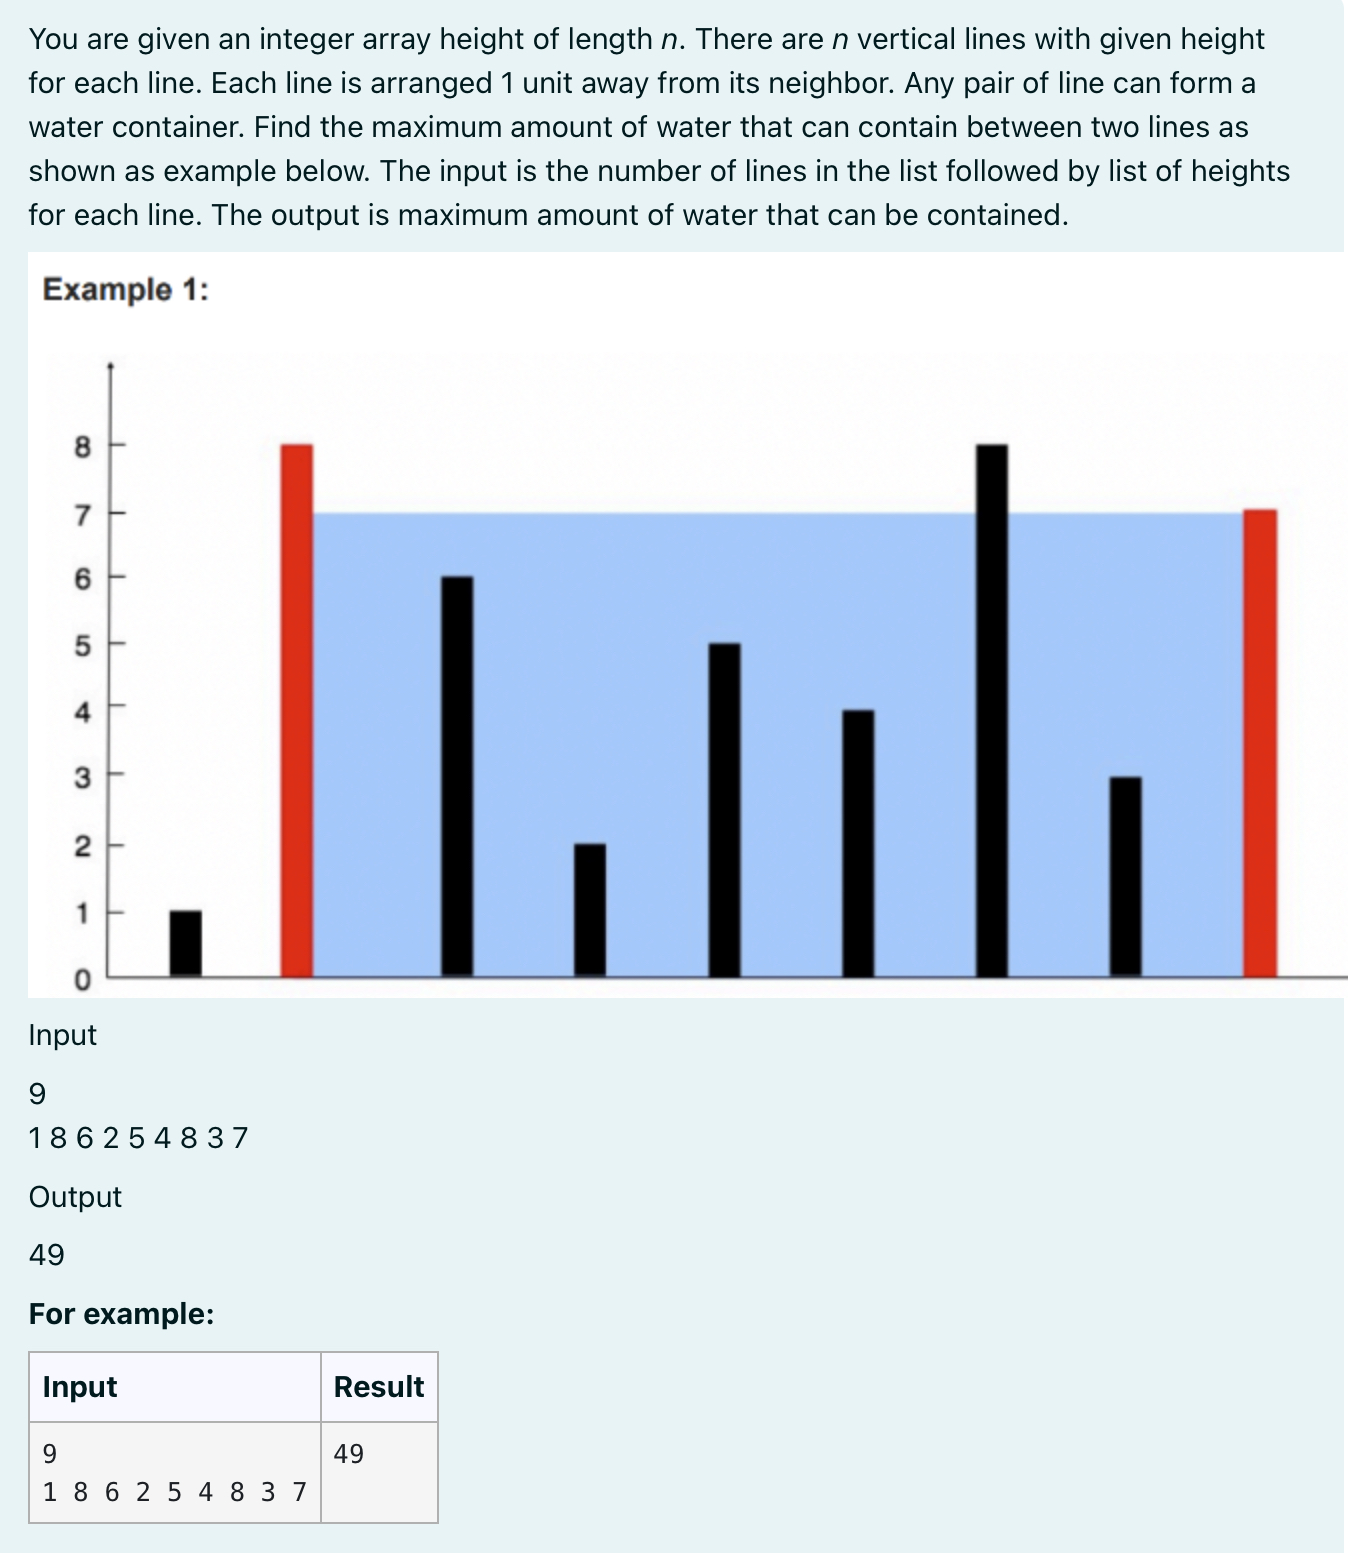 You are given an integer array height of length n. There are n vertical lines with given height
for each line. Each line is arranged 1 unit away from its neighbor. Any pair of line can form a
water container. Find the maximum amount of water that can contain between two lines as
shown as example below. The input is the number of lines in the list followed by list of heights
for each line. The output is maximum amount of water that can be contained.
Example 1:
8
7
6
5
4
3
2
1
0
Input
9
1 8 6 2 5 4 8 3 7
Output
49
For example:
Input Result
9 49
1 8 6 2 5 4 8 3 7